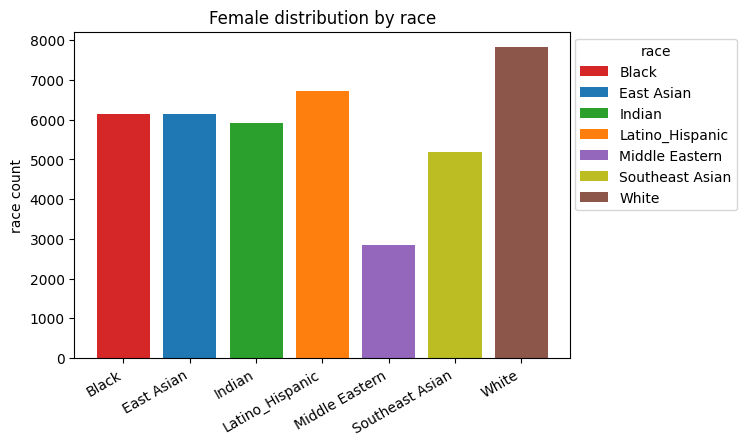 Female distribution by race
race count
8000
7000
6000
5000
4000
3000
2000
1000
0
Black
East Asian
Indian
Latino_Hispanic
Middle Eastern
Southeast Asian
White
race
Black
East Asian
Indian
Latino_Hispanic
Middle Eastern
Southeast Asian
White